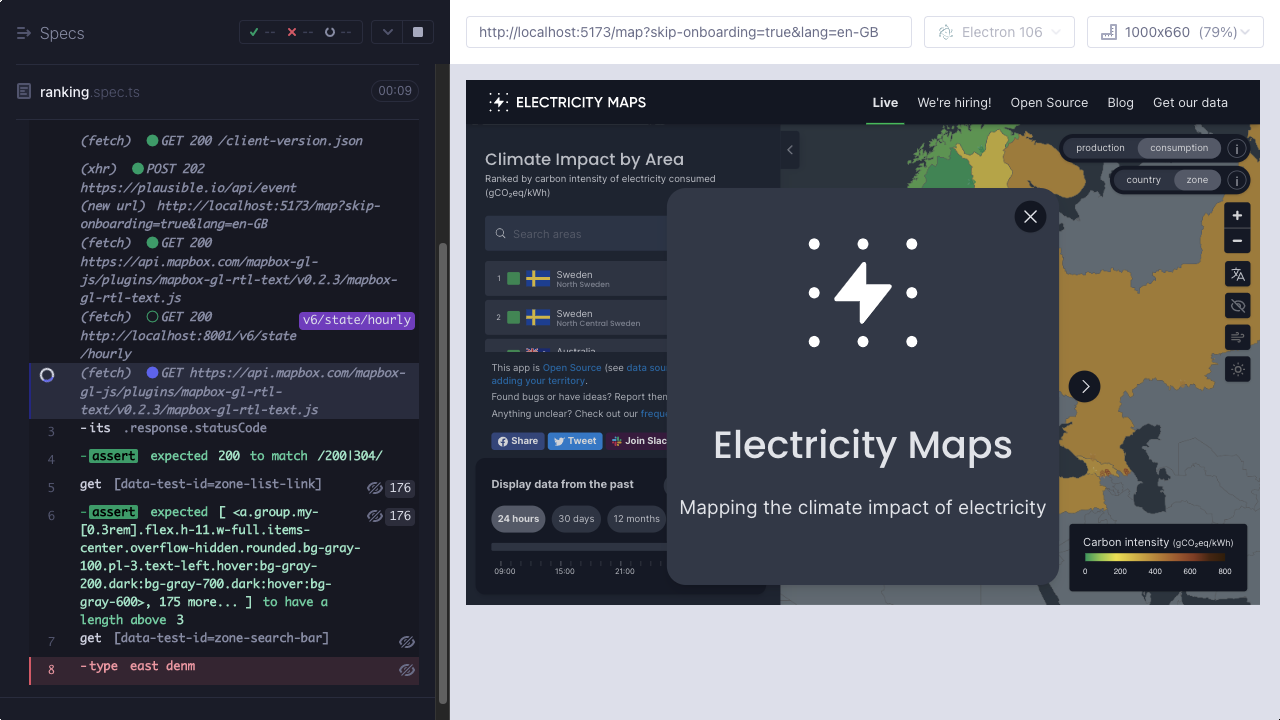 Specs
-- -- --
ranking.spec.ts
00:09
(fetch) GET 200 /client-version.json
(xhr) POST 202
https://plausible.io/api/event
(new url) http://localhost:5173/map?skip-
onboarding=true&lang=en-GB
(fetch) GET 200
https://api.mapbox.com/mapbox-gl-
js/plugins/mapbox-gl-rtl-text/v0.2.3/mapbox-
gl-rtl-text.js
(fetch) GET 200 v6/state/hourly
http://localhost:8001/v6/state
/hourly
(fetch) GET https://api.mapbox.com/mapbox-
gl-js/plugins/mapbox-gl-rtl-
text/v0.2.3/mapbox-gl-rtl-text.js
3 -its .response.statusCode
4 -assert expected 200 to match /200|304/
5 get [data-test-id=zone-list-link] 176
6 -assert expected [ <a.group.my- 176
[0.3rem].flex.h-11.w-full.items-
center.overflow-hidden.rounded.bg-gray-
100.pl-3.text-left.hover:bg-gray-
200.dark:bg-gray-700.dark:hover:bg-
gray-600>, 175 more... ] to have a
length above 3
7 get [data-test-id=zone-search-bar]
8 -type east denm
http://localhost:5173/map?skip-onboarding=true&lang=en-GB
Electron 106
1000x660 (79%)
ELECTRICITY MAPS
Live We're hiring! Open Source Blog Get our data
Climate Impact by Area
Ranked by carbon intensity of electricity consumed
(gCO₂eq/kWh)
Search areas
1 Sweden
North Sweden
2 Sweden
North Central Sweden
Australia
This app is Open Source (see data sou
adding your territory.
Found bugs or have ideas? Report them
Anything unclear? Check out our freque
Share Tweet Join Slac
Display data from the past
24 hours 30 days 12 months
09:00 15:00 21:00
production consumption i
country zone i
+
−
Electricity Maps
Mapping the climate impact of electricity
Carbon intensity (gCO₂eq/kWh)
0 200 400 600 800